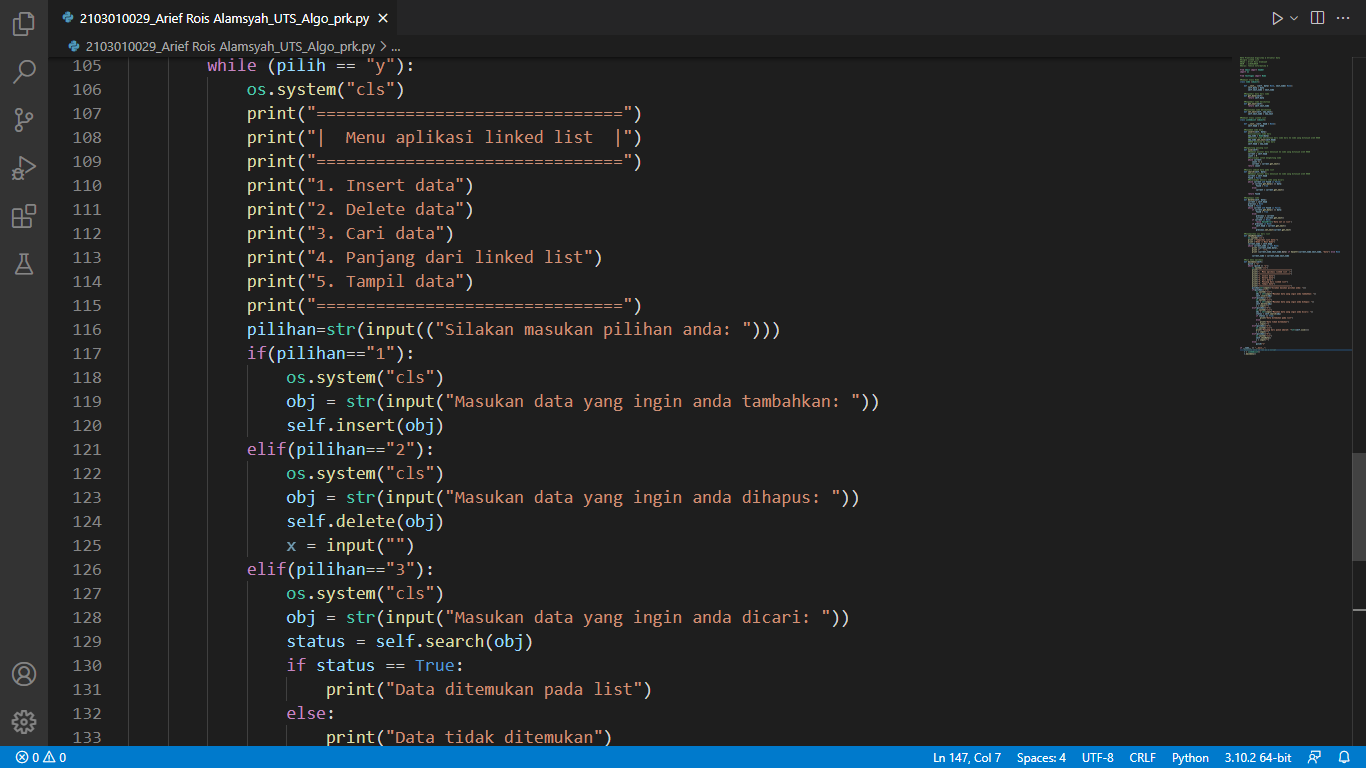 2103010029_Arief Rois Alamsyah_UTS_Algo_prk.py
2103010029_Arief Rois Alamsyah_UTS_Algo_prk.py > ...
105 while (pilih == "y"):
106 os.system("cls")
107 print("===============================")
108 print("|  Menu aplikasi linked list  |")
109 print("===============================")
110 print("1. Insert data")
111 print("2. Delete data")
112 print("3. Cari data")
113 print("4. Panjang dari linked list")
114 print("5. Tampil data")
115 print("===============================")
116 pilihan=str(input(("Silakan masukan pilihan anda: ")))
117 if(pilihan=="1"):
118 os.system("cls")
119 obj = str(input("Masukan data yang ingin anda tambahkan: "))
120 self.insert(obj)
121 elif(pilihan=="2"):
122 os.system("cls")
123 obj = str(input("Masukan data yang ingin anda dihapus: "))
124 self.delete(obj)
125 x = input("")
126 elif(pilihan=="3"):
127 os.system("cls")
128 obj = str(input("Masukan data yang ingin anda dicari: "))
129 status = self.search(obj)
130 if status == True:
131 print("Data ditemukan pada list")
132 else:
133 print("Data tidak ditemukan")
0 0 Ln 147, Col 7 Spaces: 4 UTF-8 CRLF Python 3.10.2 64-bit